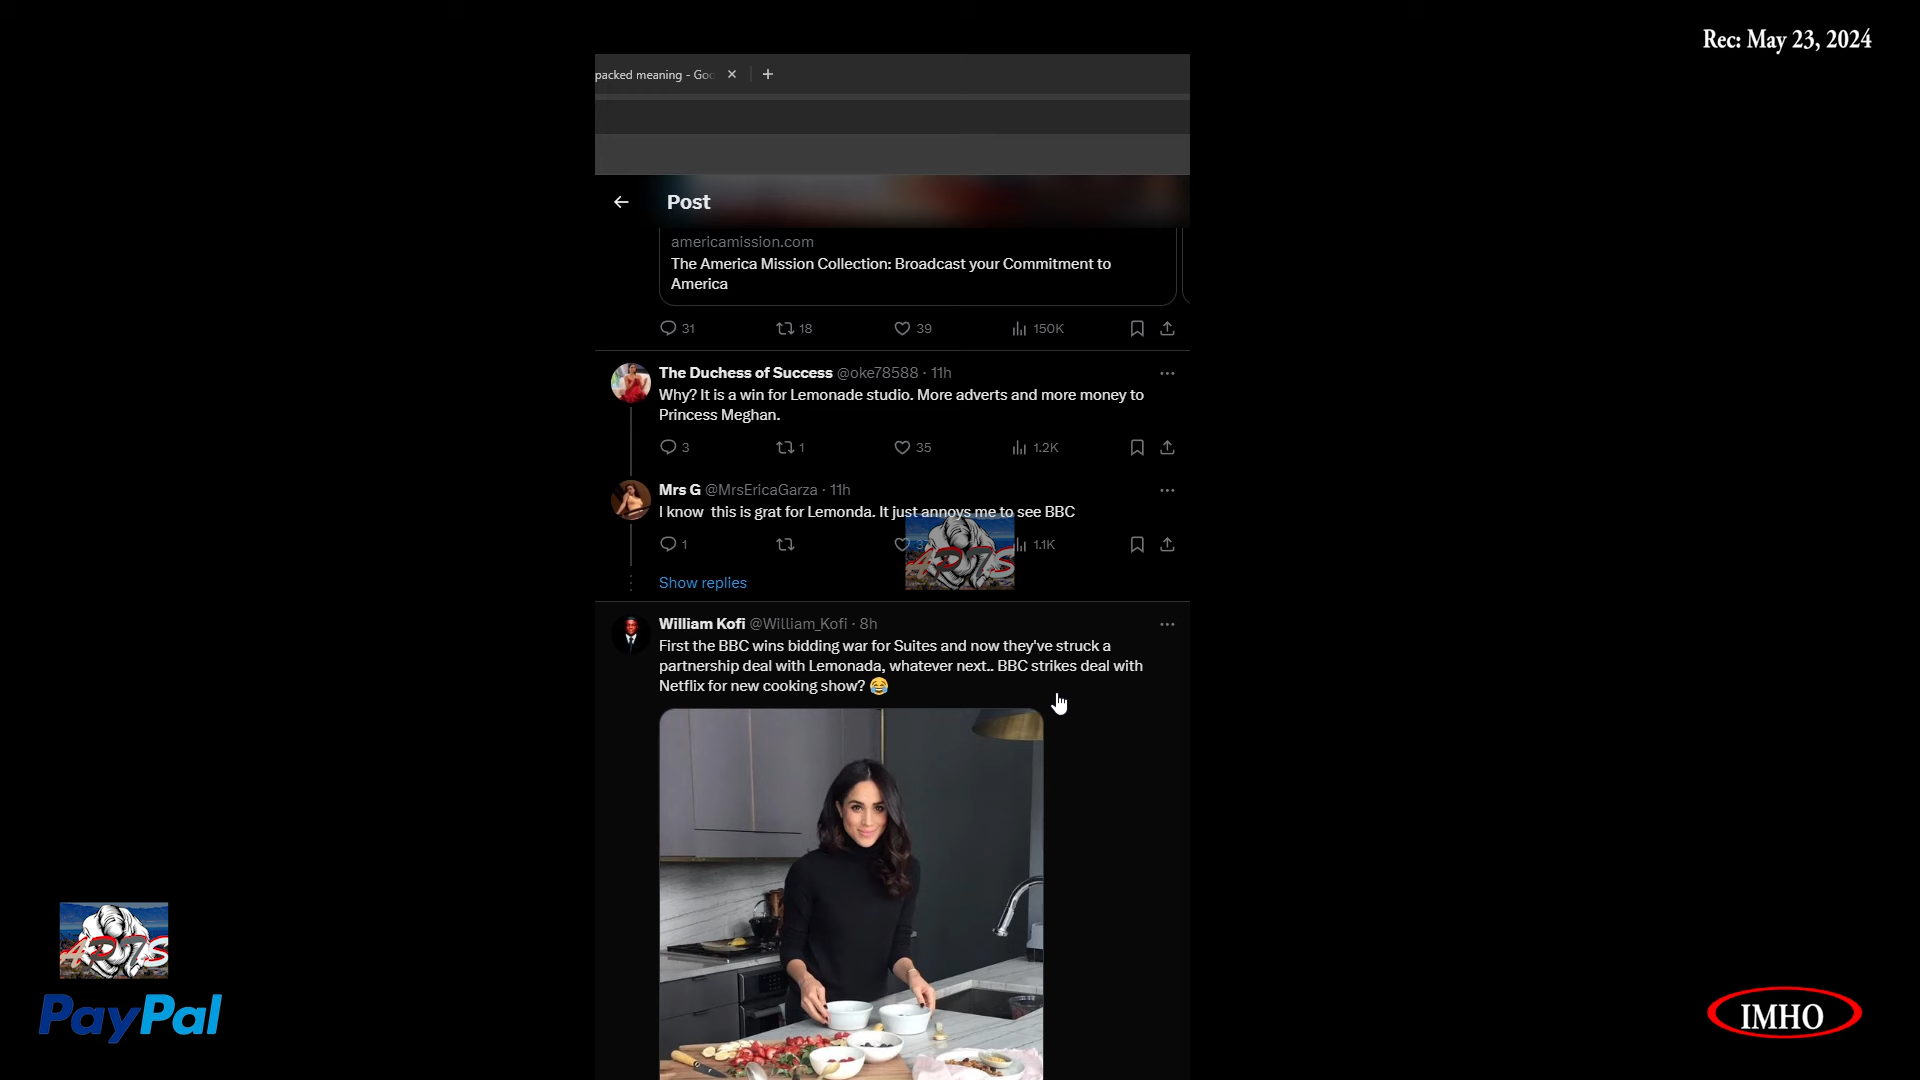 Rec: May 23, 2024
packed meaning - Goo
Post
americamission.com
The America Mission Collection: Broadcast your Commitment to
America
31 18 39 150K
The Duchess of Success @oke78588 · 11h
Why? It is a win for Lemonade studio. More adverts and more money to
Princess Meghan.
3 1 35 1.2K
Mrs G @MrsEricaGarza · 11h
I know this is grat for Lemonda. It just annoys me to see BBC
1 1.1K
Show replies
William Kofi @William_Kofi · 8h
First the BBC wins bidding war for Suites and now they've struck a
partnership deal with Lemonada, whatever next.. BBC strikes deal with
Netflix for new cooking show? 😂
PayPal
IMHO